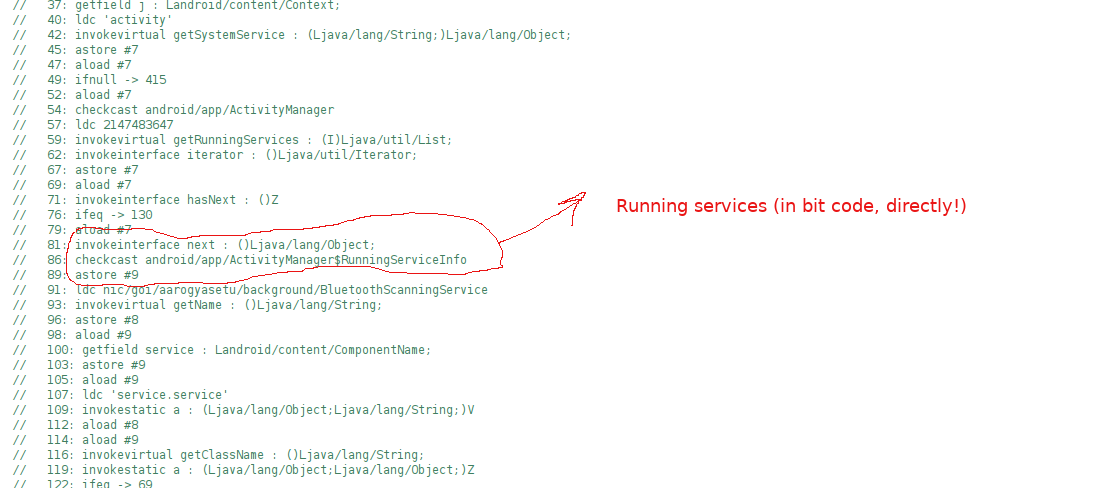 //   37: getfield j : Landroid/content/Context;
//   40: ldc 'activity'
//   42: invokevirtual getSystemService : (Ljava/lang/String;)Ljava/lang/Object;
//   45: astore #7
//   47: aload #7
//   49: ifnull -> 415
//   52: aload #7
//   54: checkcast android/app/ActivityManager
//   57: ldc 2147483647
//   59: invokevirtual getRunningServices : (I)Ljava/util/List;
//   62: invokeinterface iterator : ()Ljava/util/Iterator;
//   67: astore #7
//   69: aload #7
//   71: invokeinterface hasNext : ()Z
//   76: ifeq -> 130
Running services (in bit code, directly!)
//   79: aload #7
//   81: invokeinterface next : ()Ljava/lang/Object;
//   86: checkcast android/app/ActivityManager$RunningServiceInfo
//   89: astore #9
//   91: ldc nic/goi/aarogyasetu/background/BluetoothScanningService
//   93: invokevirtual getName : ()Ljava/lang/String;
//   96: astore #8
//   98: aload #9
//   100: getfield service : Landroid/content/ComponentName;
//   103: astore #9
//   105: aload #9
//   107: ldc 'service.service'
//   109: invokestatic a : (Ljava/lang/Object;Ljava/lang/String;)V
//   112: aload #8
//   114: aload #9
//   116: invokevirtual getClassName : ()Ljava/lang/String;
//   119: invokestatic a : (Ljava/lang/Object;Ljava/lang/Object;)Z
//   122: ifeq -> 69